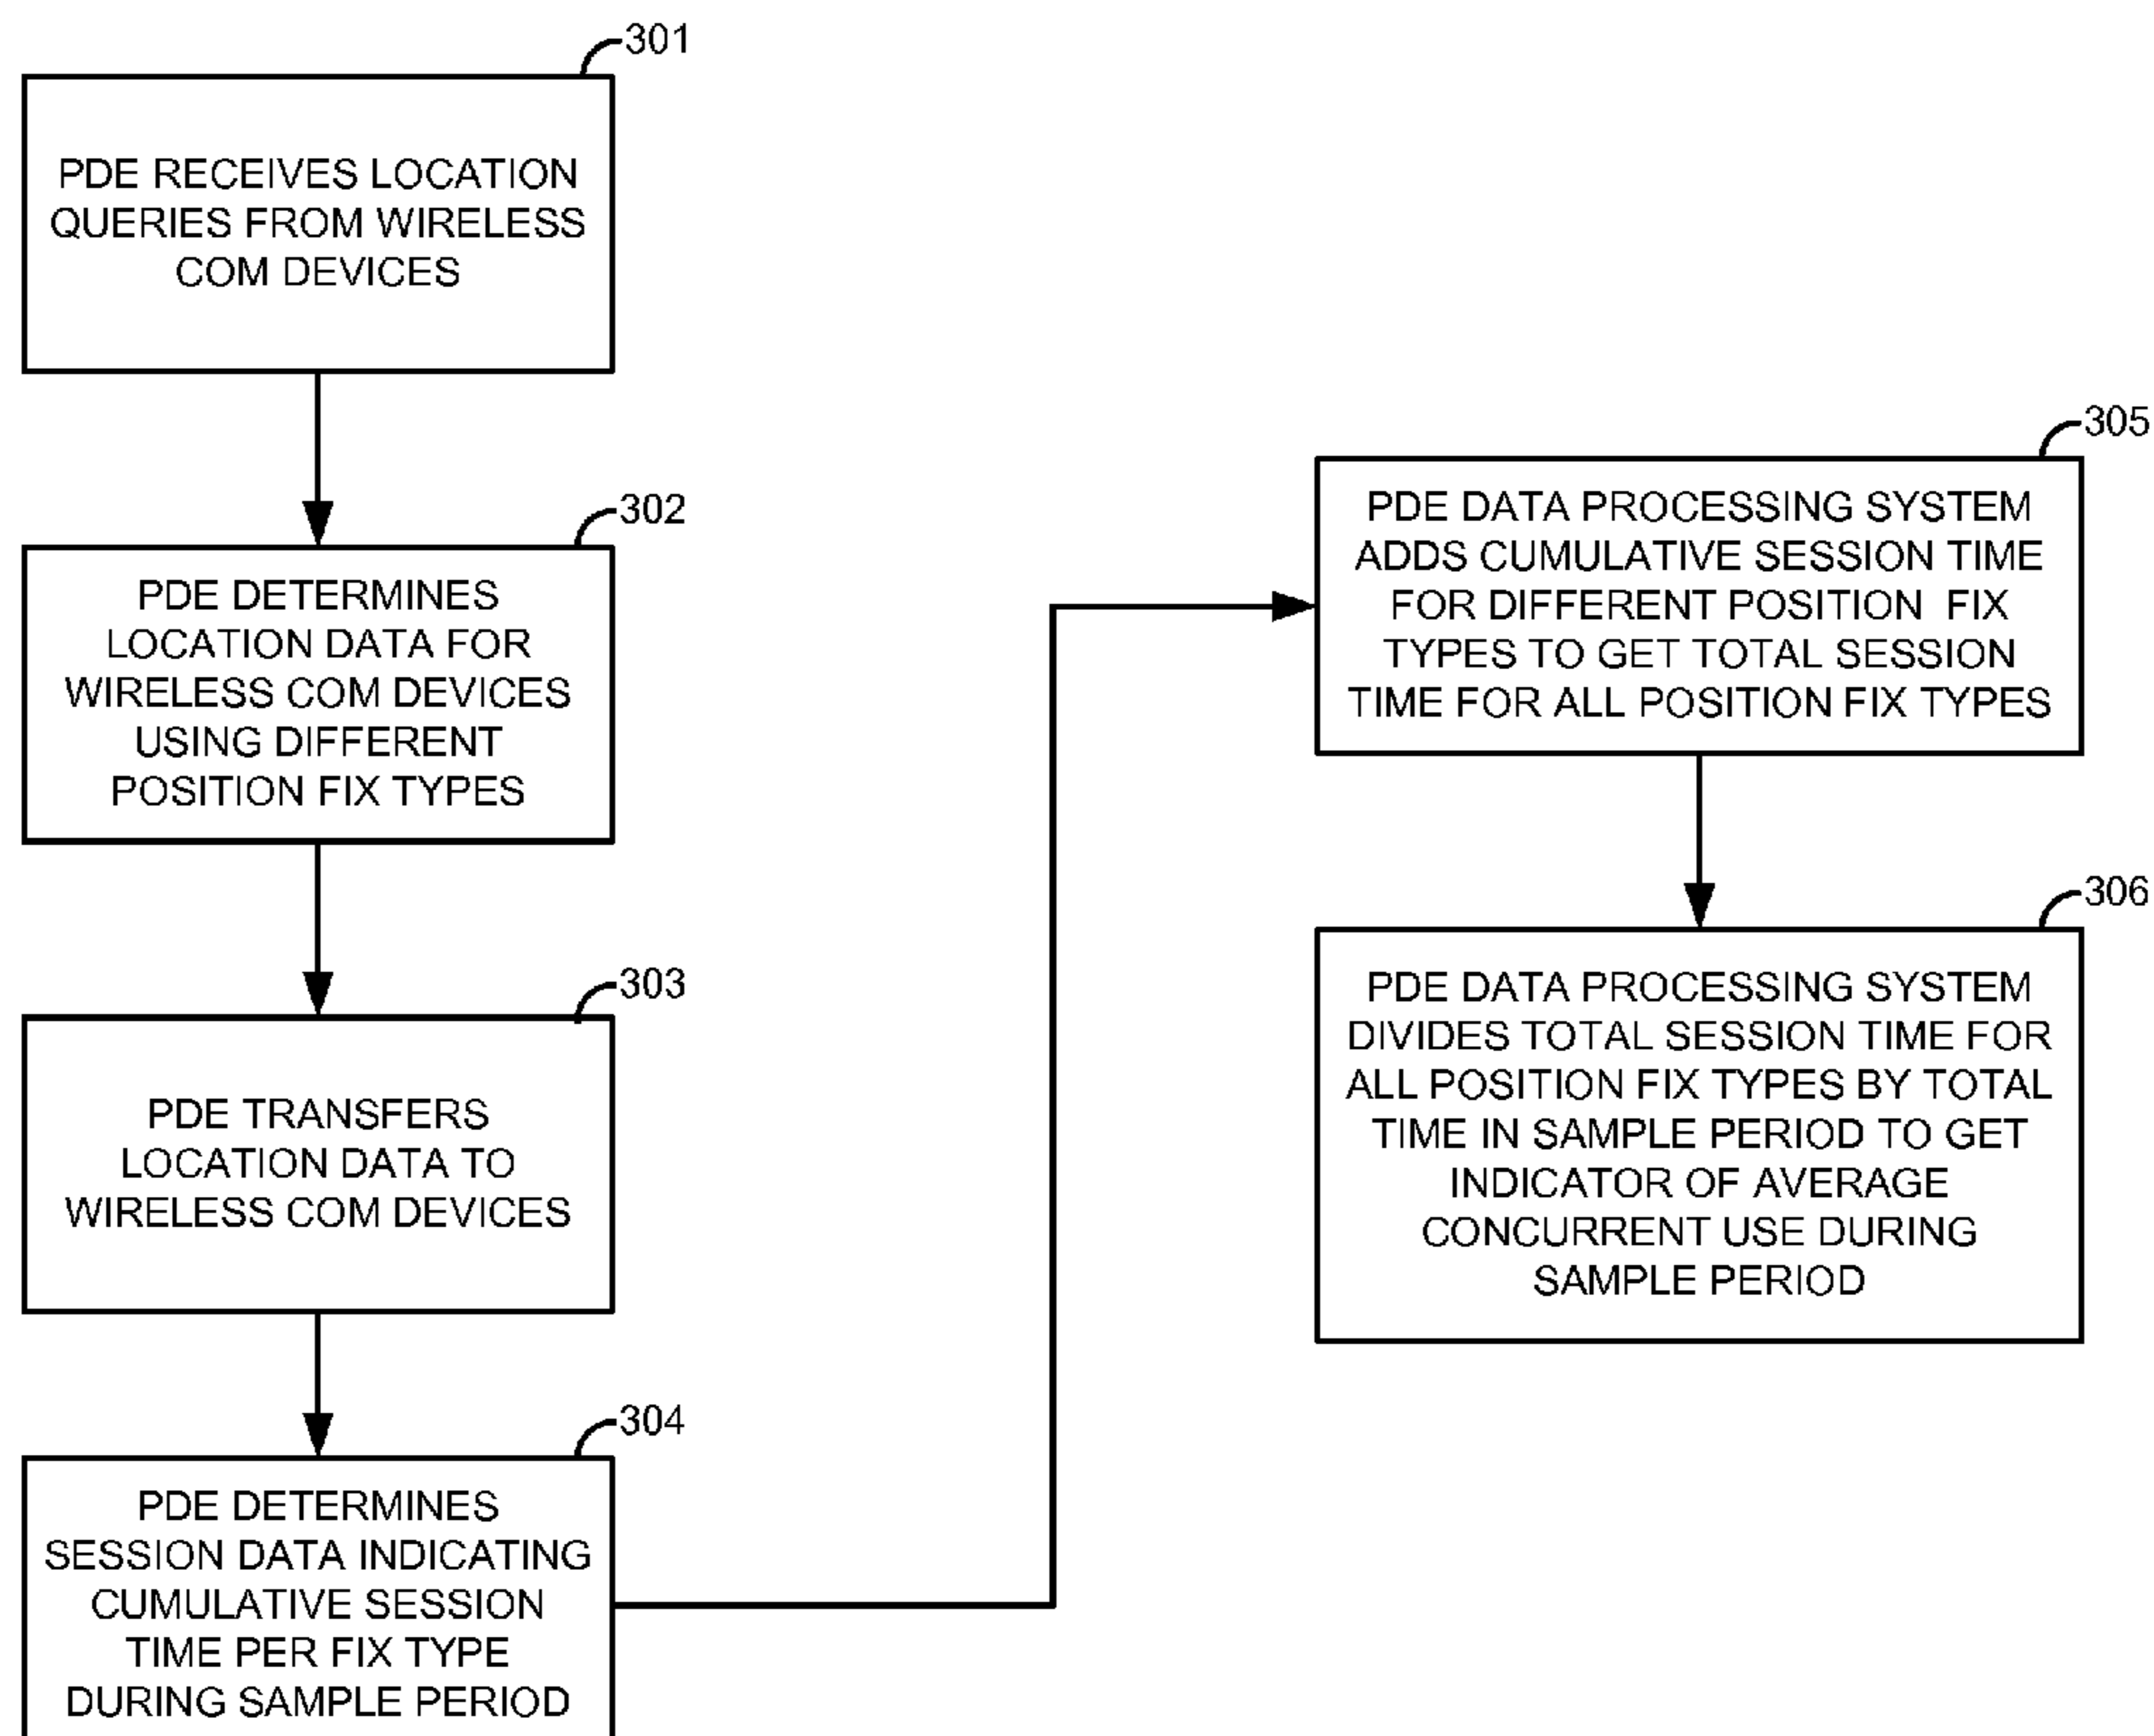 301
PDE RECEIVES LOCATION
QUERIES FROM WIRELESS
COM DEVICES
302
PDE DETERMINES
LOCATION DATA FOR
WIRELESS COM DEVICES
USING DIFFERENT
POSITION FIX TYPES
303
PDE TRANSFERS
LOCATION DATA TO
WIRELESS COM DEVICES
304
PDE DETERMINES
SESSION DATA INDICATING
CUMULATIVE SESSION
TIME PER FIX TYPE
DURING SAMPLE PERIOD
305
PDE DATA PROCESSING SYSTEM
ADDS CUMULATIVE SESSION TIME
FOR DIFFERENT POSITION FIX
TYPES TO GET TOTAL SESSION
TIME FOR ALL POSITION FIX TYPES
306
PDE DATA PROCESSING SYSTEM
DIVIDES TOTAL SESSION TIME FOR
ALL POSITION FIX TYPES BY TOTAL
TIME IN SAMPLE PERIOD TO GET
INDICATOR OF AVERAGE
CONCURRENT USE DURING
SAMPLE PERIOD